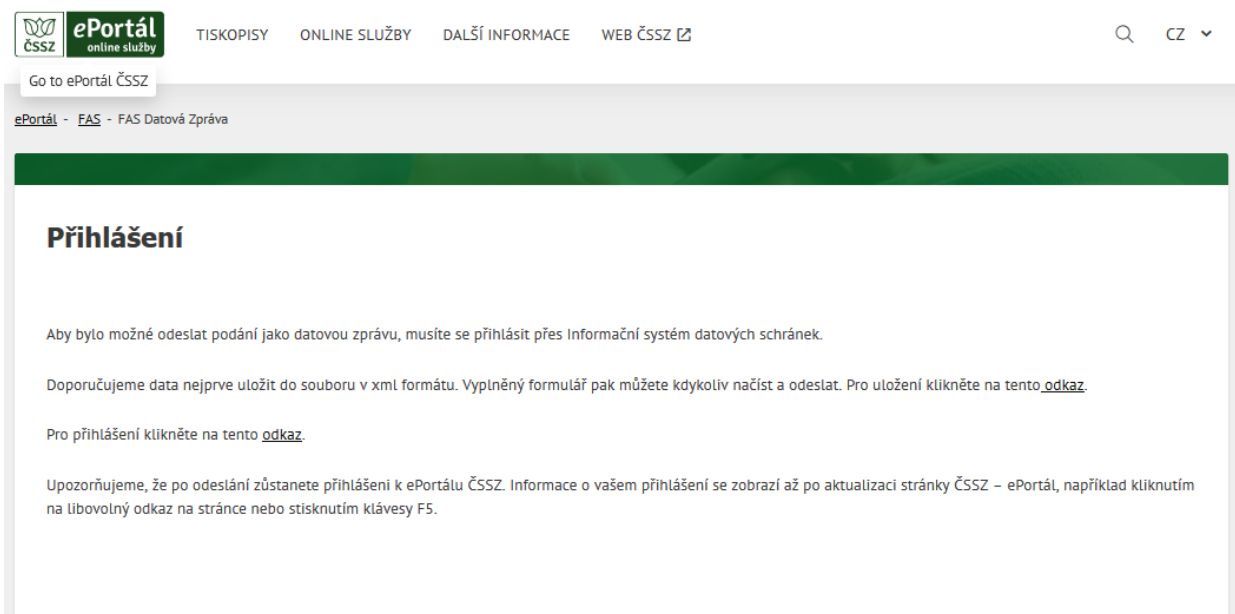 ČSSZ
ePortál
online služby
TISKOPISY ONLINE SLUŽBY DALŠÍ INFORMACE WEB ČSSZ CZ
Go to ePortál ČSSZ
ePortál - FAS - FAS Datová Zpráva
Přihlášení
Aby bylo možné odeslat podání jako datovou zprávu, musíte se přihlásit přes Informační systém datových schránek.
Doporučujeme data nejprve uložit do souboru v xml formátu. Vyplněný formulář pak můžete kdykoliv načíst a odeslat. Pro uložení klikněte na tento odkaz.
Pro přihlášení klikněte na tento odkaz.
Upozorňujeme, že po odeslání zůstanete přihlášeni k ePortálu ČSSZ. Informace o vašem přihlášení se zobrazí až po aktualizaci stránky ČSSZ – ePortál, například kliknutím
na libovolný odkaz na stránce nebo stisknutím klávesy F5.